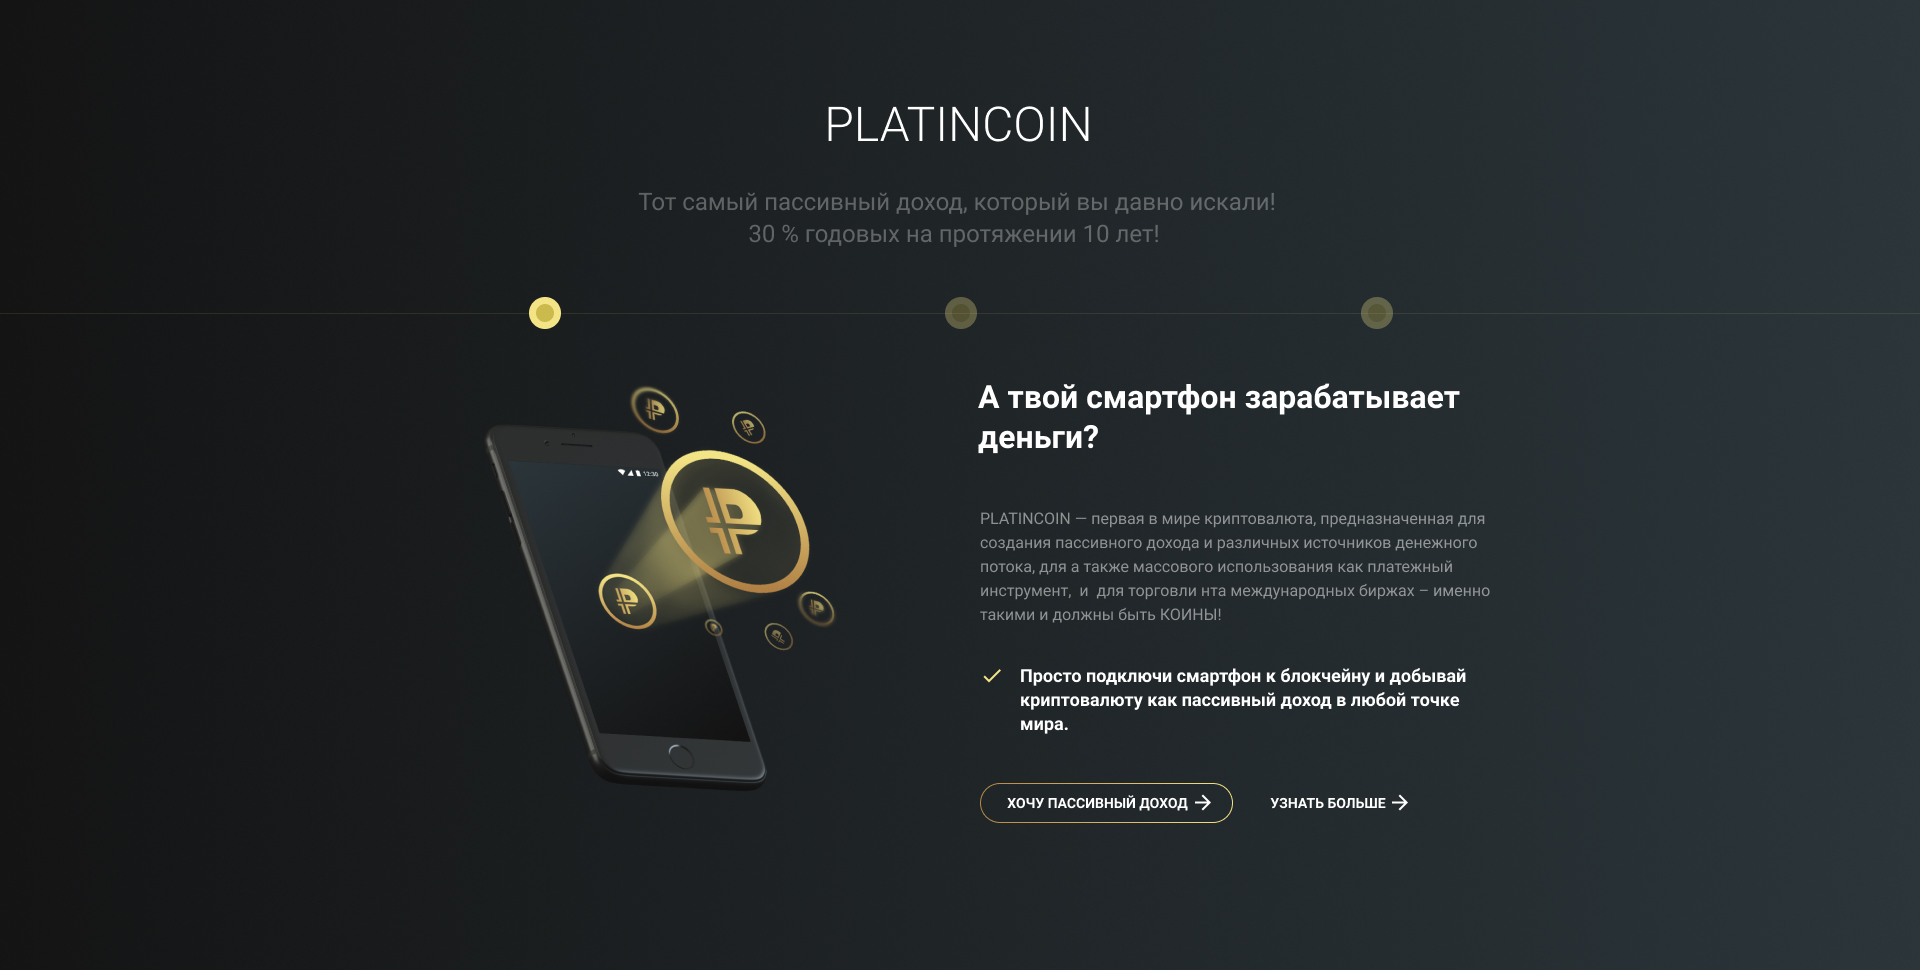 PLATINCOIN
Тот самый пассивный доход, который вы давно искали!
30 % годовых на протяжении 10 лет!
А твой смартфон зарабатывает
деньги?
12:30
PLATINCOIN — первая в мире криптовалюта, предназначенная для
создания пассивного дохода и различных источников денежного
потока, для а также массового использования как платежный
инструмент,  и  для торговли нта международных биржах – именно
такими и должны быть КОИНЫ!
Просто подключи смартфон к блокчейну и добывай
криптовалюту как пассивный доход в любой точке
мира.
ХОЧУ ПАССИВНЫЙ ДОХОД
УЗНАТЬ БОЛЬШЕ